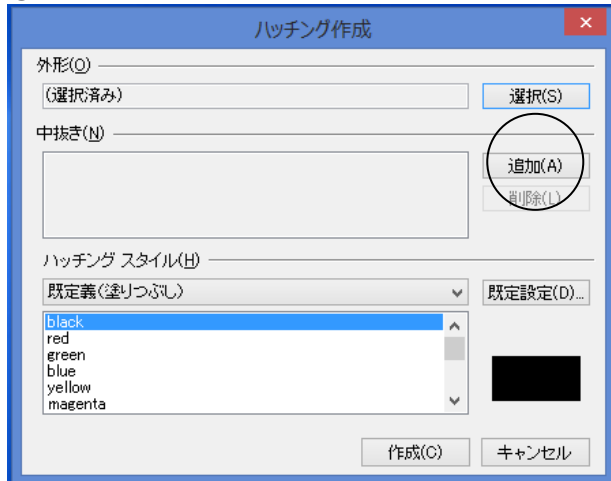 ハッチング作成
外形(O)
(選択済み) 選択(S)
中抜き(N)
追加(A)
削除(L)
ハッチング スタイル(H)
既定義(塗りつぶし) 既定設定(D)...
black
red
green
blue
yellow
magenta
作成(C) キャンセル